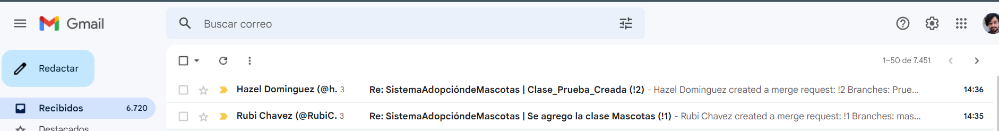 Gmail
Buscar correo
Redactar
1–50 de 7.451
Hazel Dominguez (@h. 3 Re: SistemaAdopcióndeMascotas | Clase_Prueba_Creada (!2) - Hazel Dominguez created a merge request: !2 Branches: Prue... 14:36
Recibidos 6.720
Rubi Chavez (@RubiC. 3 Re: SistemaAdopcióndeMascotas | Se agrego la clase Mascotas (!1) - Rubi Chavez created a merge request: !1 Branches: mas... 14:35
Destacados